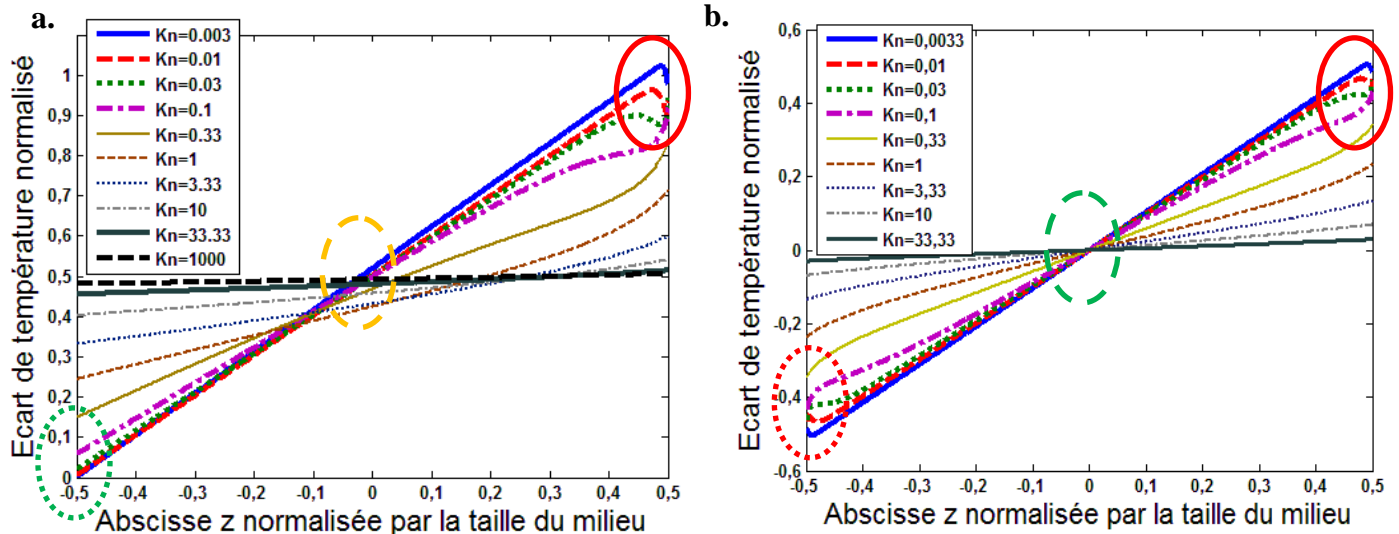 a.
Ecart de température normalisé
1
0,9
0,8
0,7
0,6
0,5
0,4
0,3
0,2
0,1
0
Kn=0.003
Kn=0.01
Kn=0.03
Kn=0.1
Kn=0.33
Kn=1
Kn=3.33
Kn=10
Kn=33.33
Kn=1000
-0,5 -0,4 -0,3 -0,2 -0,1 0 0,1 0,2 0,3 0,4 0,5
Abscisse z normalisée par la taille du milieu
b.
Ecart de température normalisé
0,6
0,4
0,2
0
-0,2
0,4
-0,6
Kn=0,0033
Kn=0,01
Kn=0,03
Kn=0,1
Kn=0,33
Kn=1
Kn=3,33
Kn=10
Kn=33,33
-0,5 -0,4 -0,3 -0,2 -0,1 0 0,1 0,2 0,3 0,4 0,5
Abscisse z normalisée par la taille du milieu